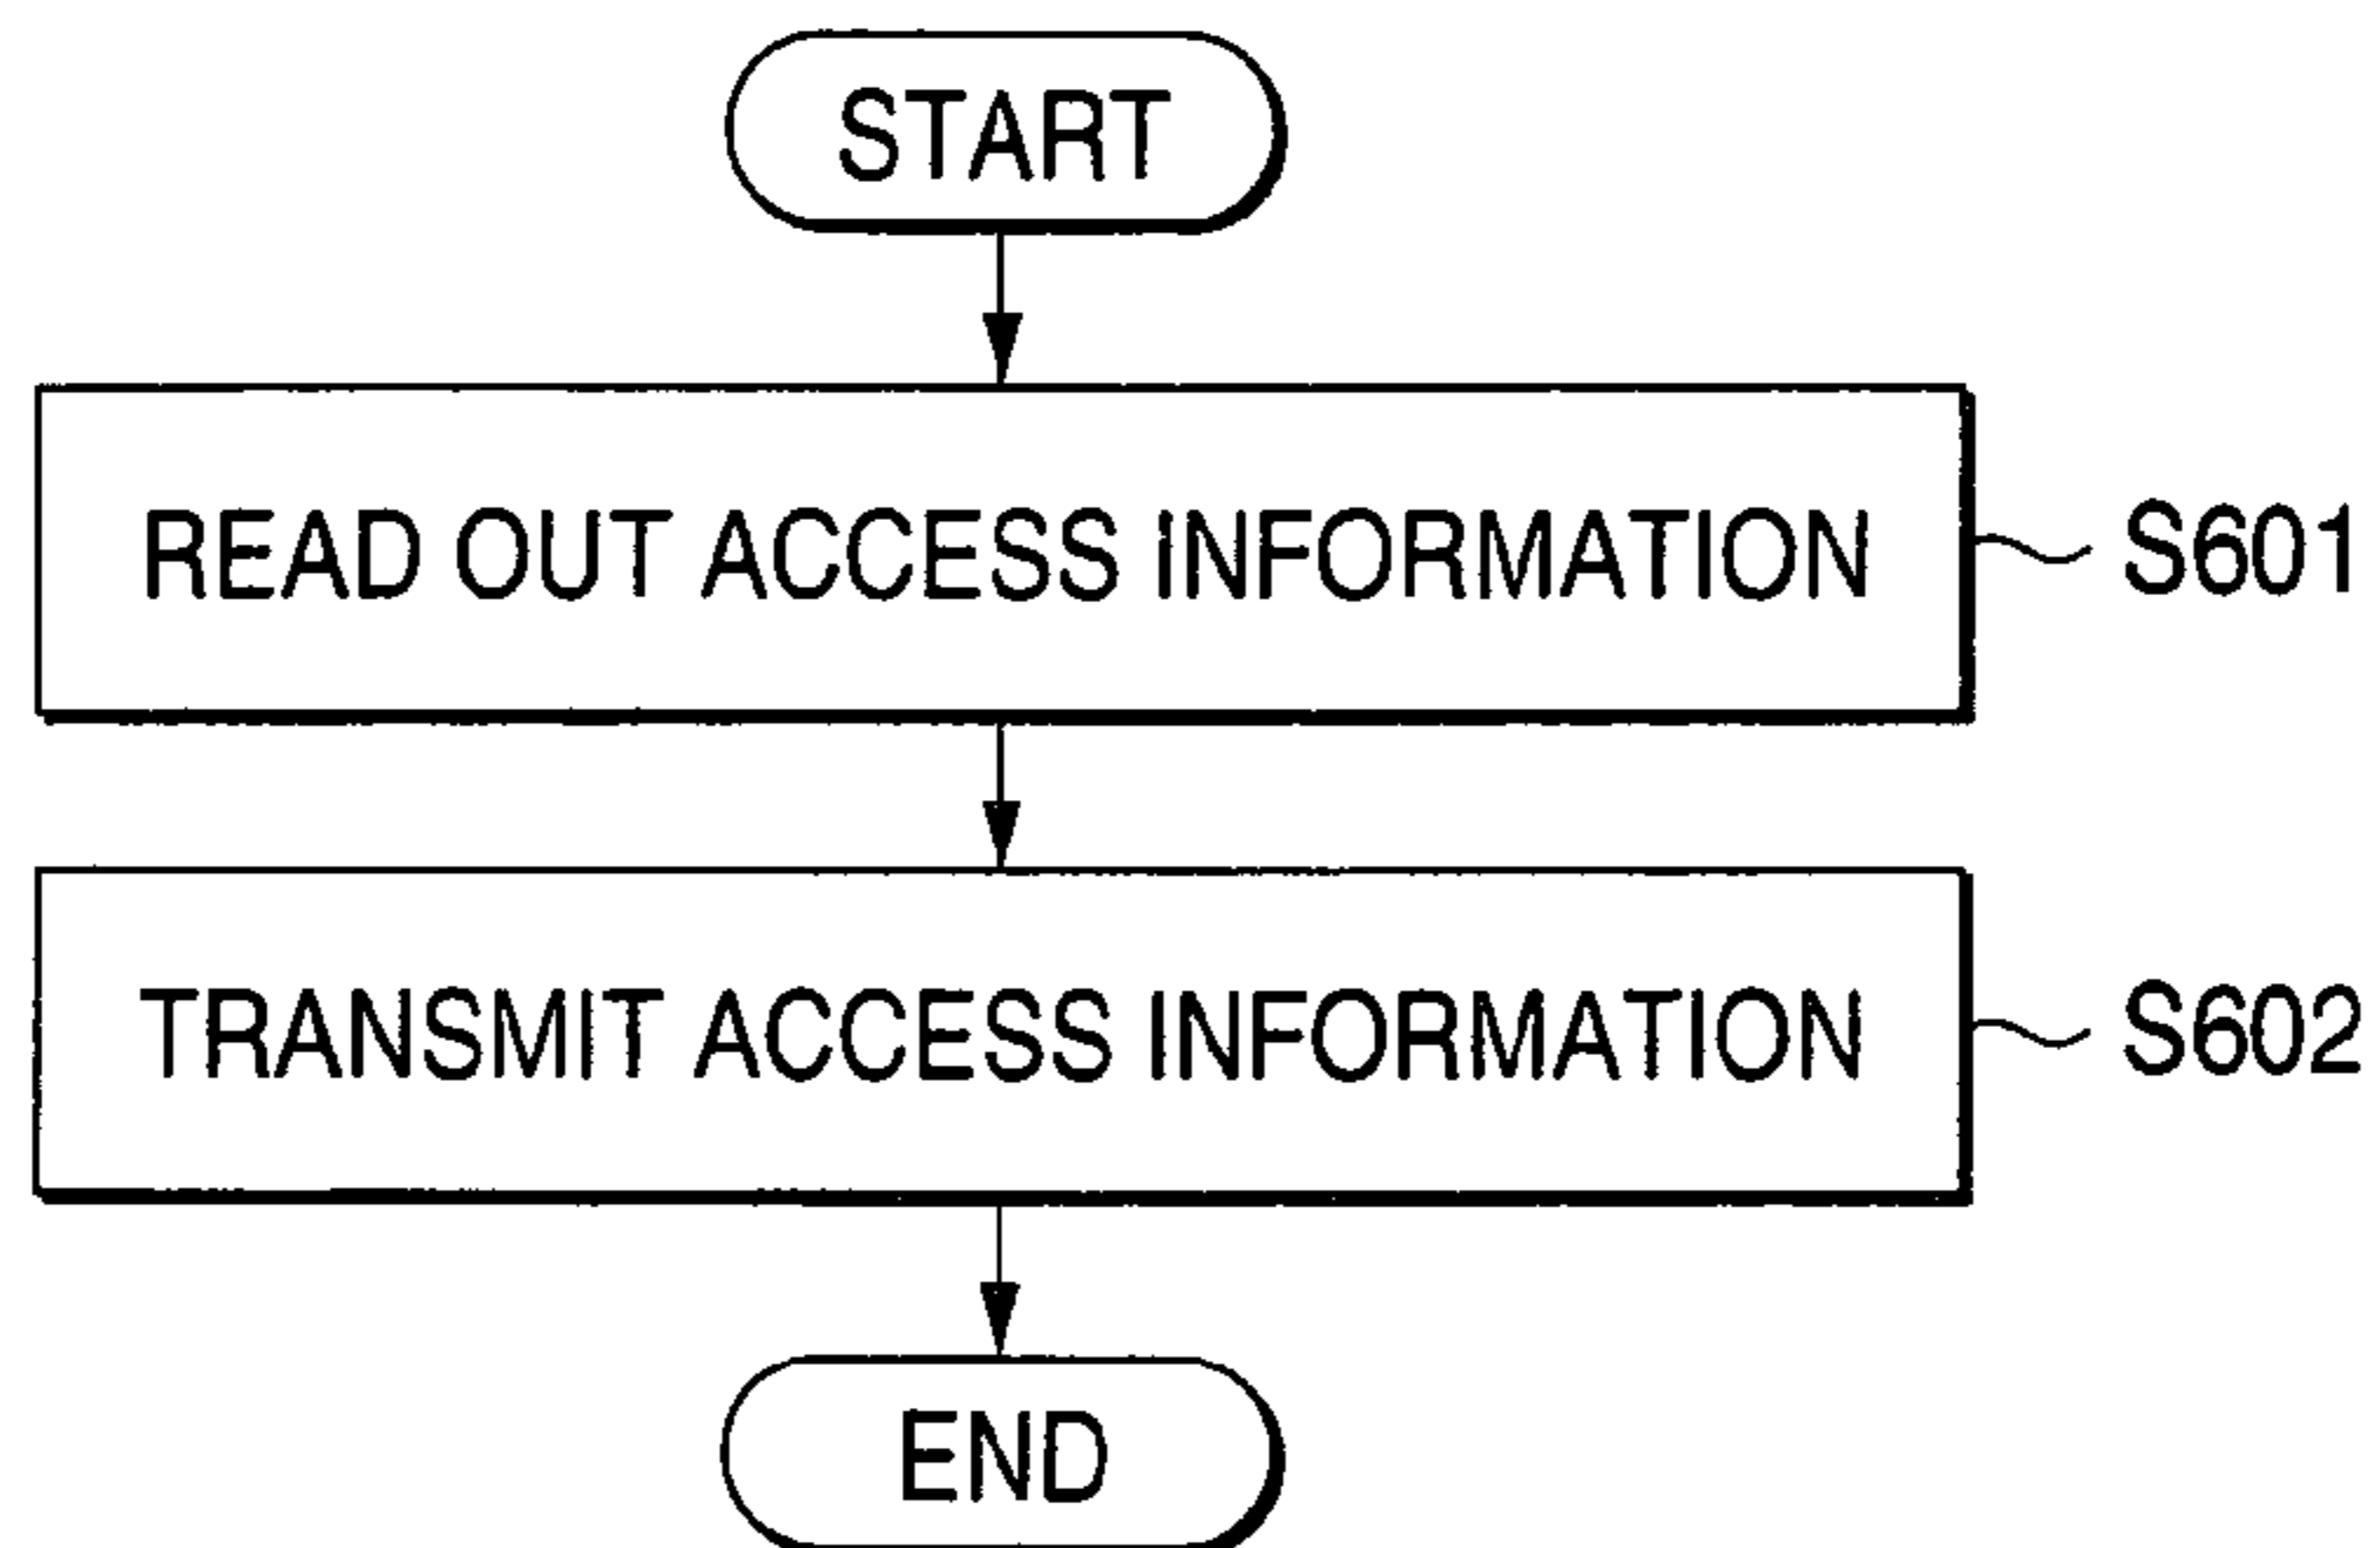 START
READ OUT ACCESS INFORMATION
S601
TRANSMIT ACCESS INFORMATION
S602
END